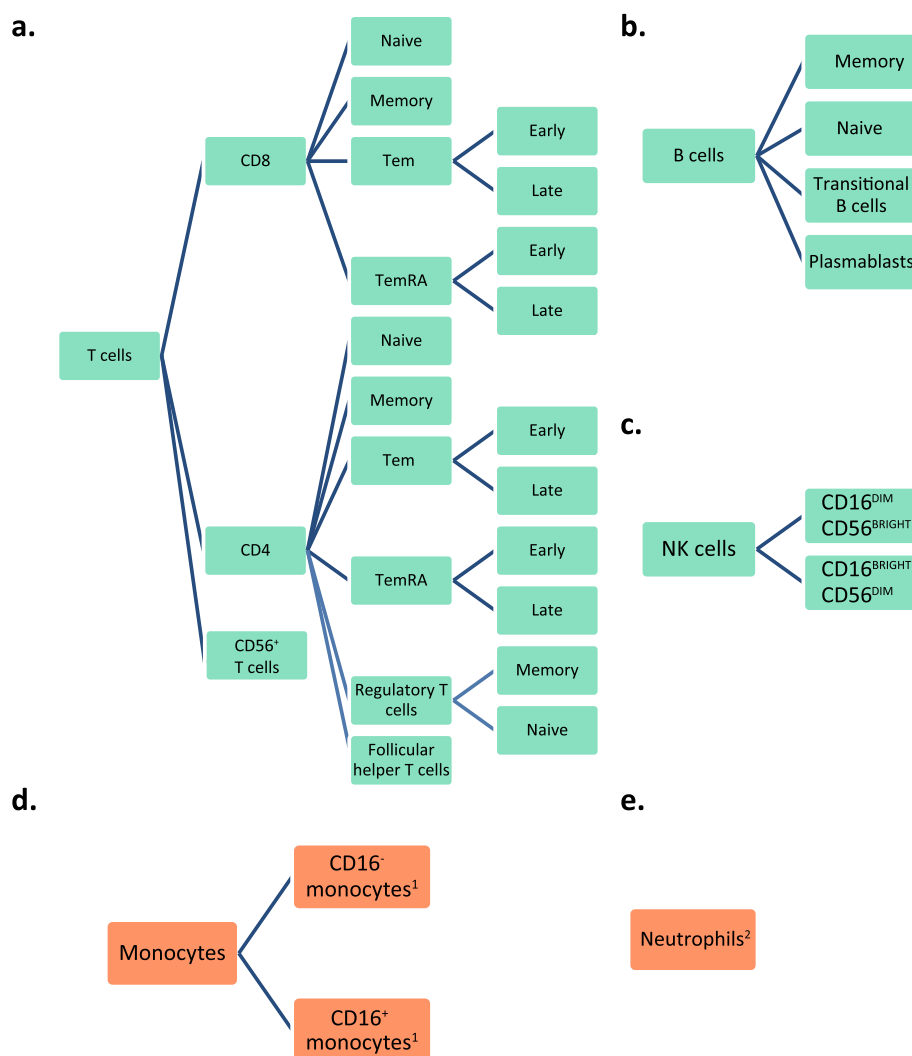 a.
Naive
Memory
CD8
Tem
Early
Late
TemRA
Early
Late
T cells
Naive
Memory
Tem
Early
Late
CD4
TemRA
Early
Late
CD56⁺
T cells
Regulatory T
cells
Memory
Naive
Follicular
helper T cells
b.
B cells
Memory
Naive
Transitional
B cells
Plasmablasts
c.
NK cells
CD16ᴰᴵᴹ
CD56ᴮᴿᴵᴳᴴᵀ
CD16ᴮᴿᴵᴳᴴᵀ
CD56ᴰᴵᴹ
d.
Monocytes
CD16⁻
monocytes¹
CD16⁺
monocytes¹
e.
Neutrophils²